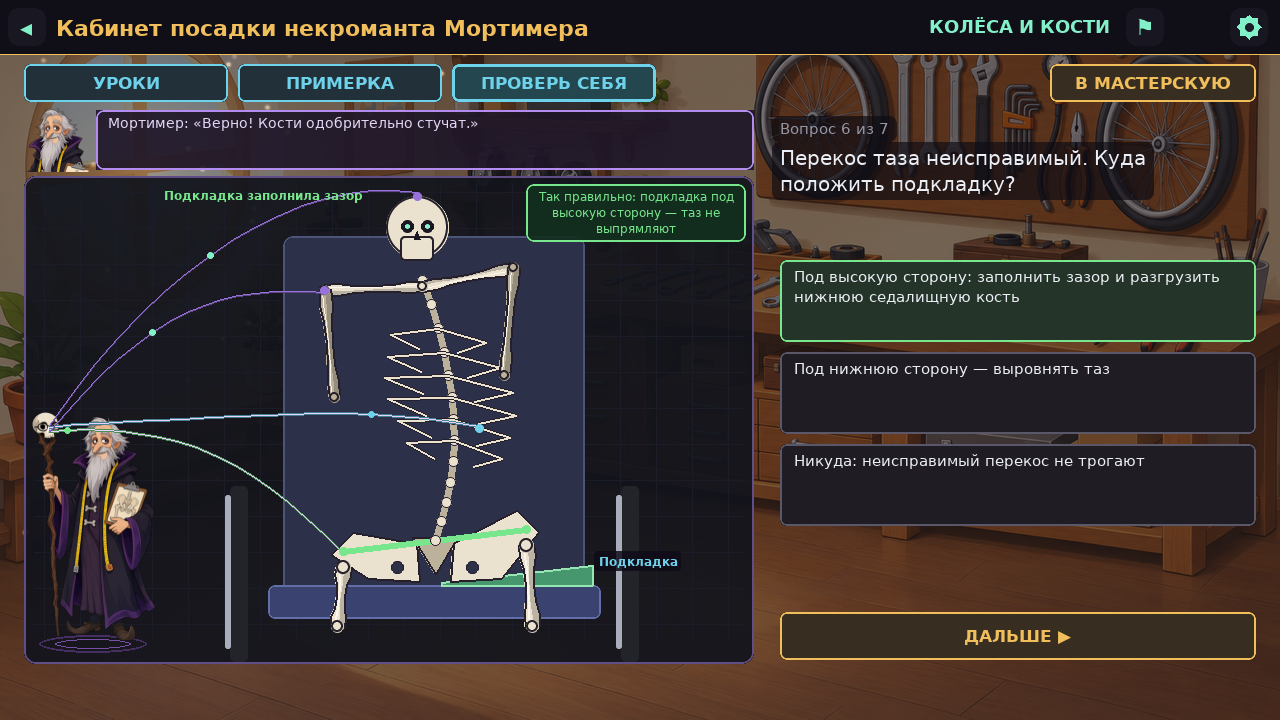 ◀ Кабинет посадки некроманта Мортимера
КОЛЁСА И КОСТИ
УРОКИ
ПРИМЕРКА
ПРОВЕРЬ СЕБЯ
В МАСТЕРСКУЮ
Мортимер: «Верно! Кости одобрительно стучат.»
Вопрос 6 из 7
Перекос таза неисправимый. Куда
положить подкладку?
Подкладка заполнила зазор
Так правильно: подкладка под
высокую сторону — таз не
выпрямляют
Подкладка
Под высокую сторону: заполнить зазор и разгрузить
нижнюю седалищную кость
Под нижнюю сторону — выровнять таз
Никуда: неисправимый перекос не трогают
ДАЛЬШЕ ▶